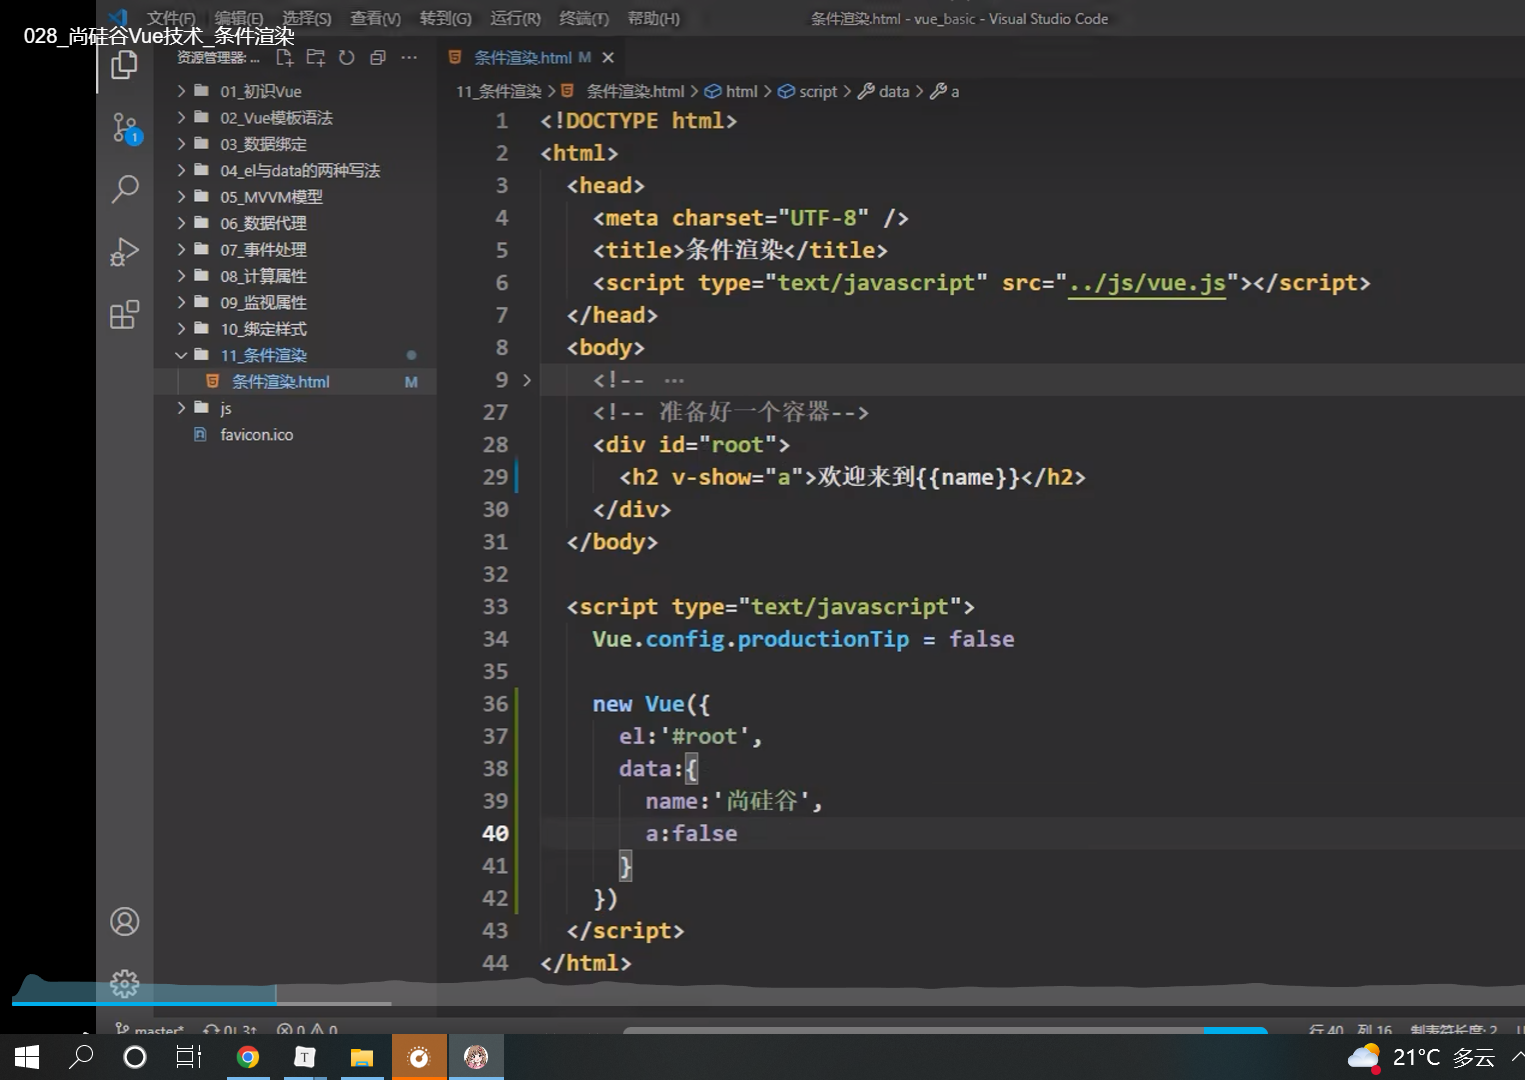 文件(F) 编辑(E) 选择(S) 查看(V) 转到(G) 运行(R) 终端(T) 帮助(H) 条件渲染.html - vue_basic - Visual Studio Code
028_尚硅谷Vue技术_条件渲染
资源管理器: ...
条件渲染.html M ×
11_条件渲染 > 条件渲染.html > html > script > data > a
01_初识Vue
02_Vue模板语法
03_数据绑定
04_el与data的两种写法
05_MVVM模型
06_数据代理
07_事件处理
08_计算属性
09_监视属性
10_绑定样式
11_条件渲染
条件渲染.html M
js
favicon.ico
1
1 <!DOCTYPE html>
2 <html>
3 <head>
4 <meta charset="UTF-8" />
5 <title>条件渲染</title>
6 <script type="text/javascript" src="../js/vue.js"></script>
7 </head>
8 <body>
9 <!-- ...
27 <!-- 准备好一个容器-->
28 <div id="root">
29 <h2 v-show="a">欢迎来到{{name}}</h2>
30 </div>
31 </body>
32
33 <script type="text/javascript">
34 Vue.config.productionTip = false
35
36 new Vue({
37 el:'#root',
38 data:{
39 name:'尚硅谷',
40 a:false
41 }
42 })
43 </script>
44 </html>
master* 0↓ 3↑ 0 0 行 40, 列 16 制表符长度: 2
21°C 多云